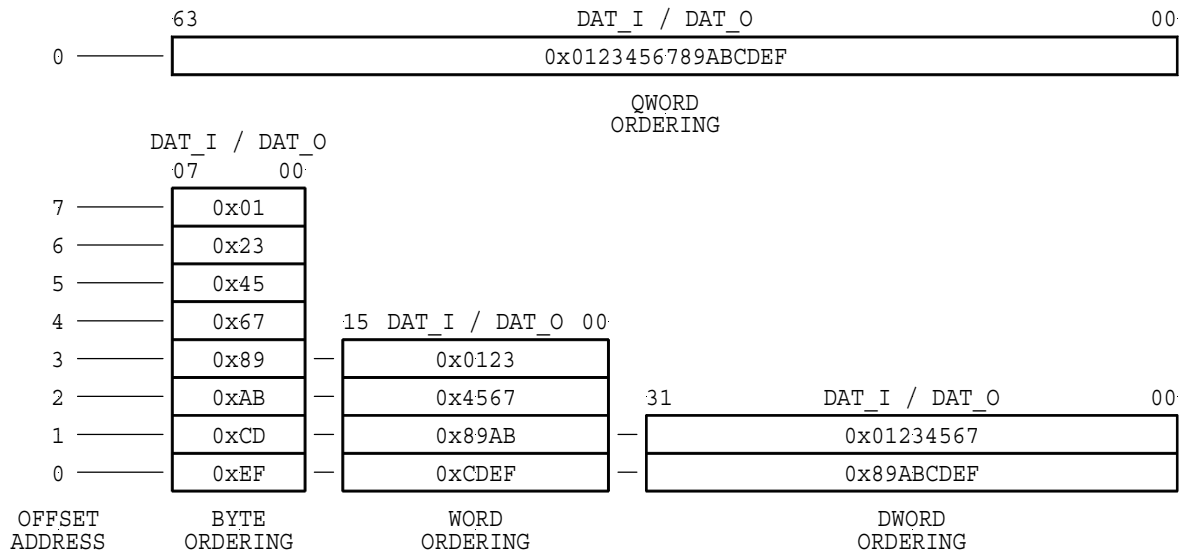 63 DAT_I / DAT_O 00
0 0x0123456789ABCDEF
QWORD
ORDERING
DAT_I / DAT_O
07 00
7 0x01
6 0x23
5 0x45
4 0x67 15 DAT_I / DAT_O 00
3 0x89 0x0123
2 0xAB 0x4567 31 DAT_I / DAT_O 00
1 0xCD 0x89AB 0x01234567
0 0xEF 0xCDEF 0x89ABCDEF
OFFSET BYTE WORD DWORD
ADDRESS ORDERING ORDERING ORDERING